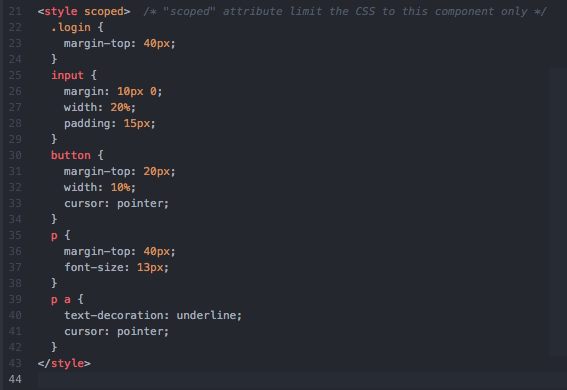 21 <style scoped>  /* "scoped" attribute limit the CSS to this component only */
22   .login {
23     margin-top: 40px;
24   }
25   input {
26     margin: 10px 0;
27     width: 20%;
28     padding: 15px;
29   }
30   button {
31     margin-top: 20px;
32     width: 10%;
33     cursor: pointer;
34   }
35   p {
36     margin-top: 40px;
37     font-size: 13px;
38   }
39   p a {
40     text-decoration: underline;
41     cursor: pointer;
42   }
43 </style>
44